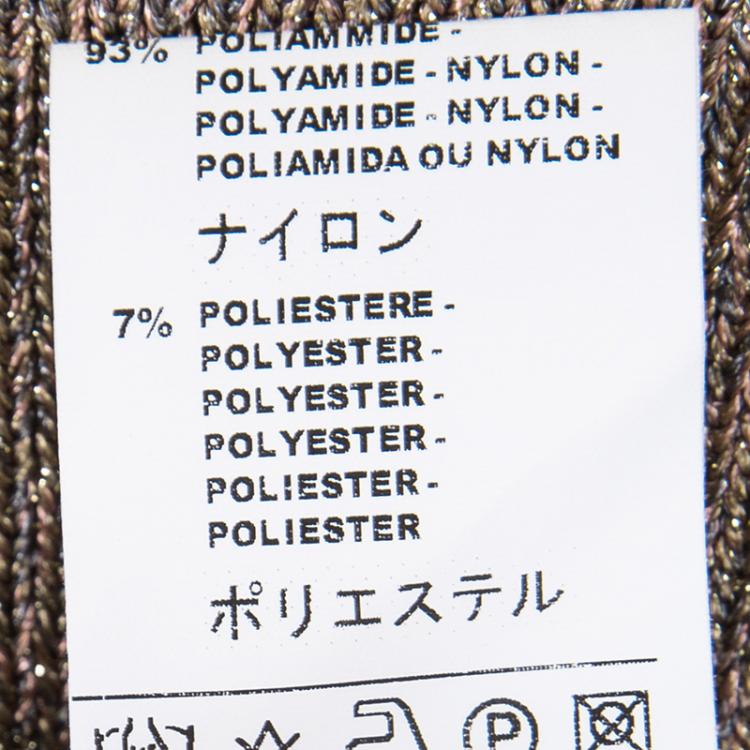 93% POLIAMMIDE -
POLYAMIDE - NYLON -
POLYAMIDE - NYLON -
POLIAMIDA OU NYLON
ナイロン
7% POLIESTERE -
POLYESTER -
POLYESTER -
POLYESTER -
POLIESTER -
POLIESTER
ポリエステル
P